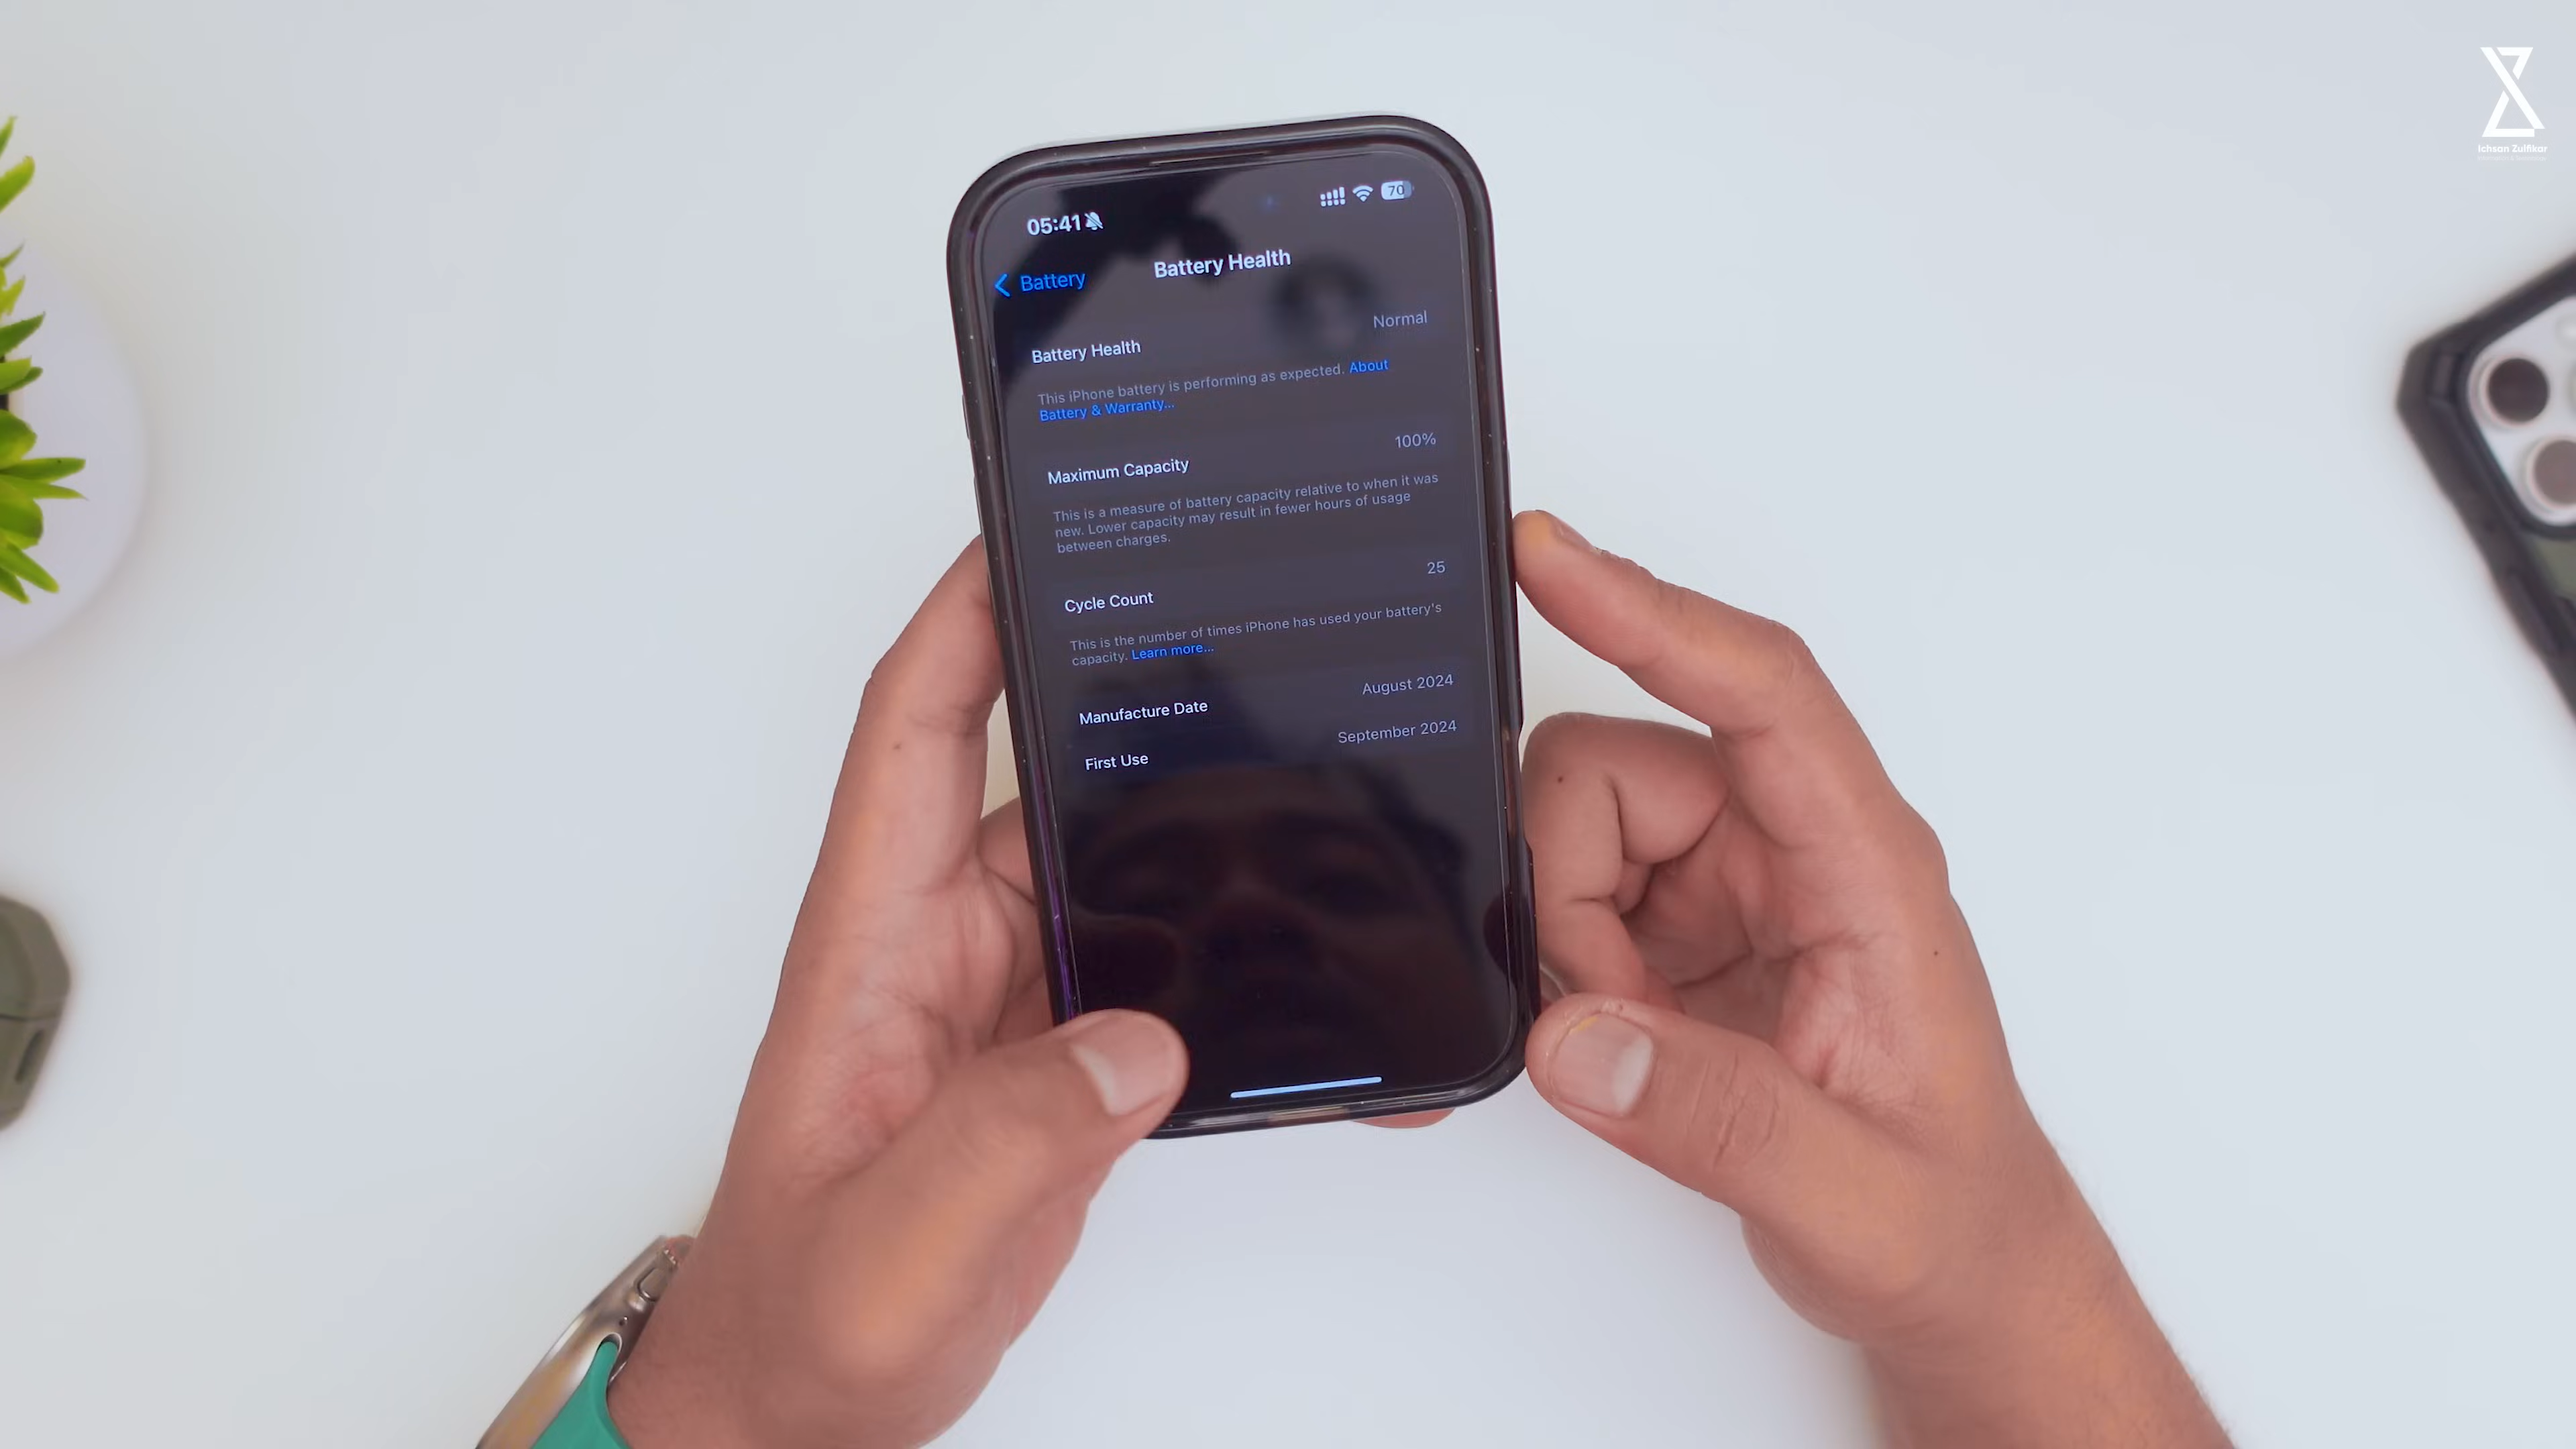 Ichsan Zulfikar
05:41
70
Battery
Battery Health
Battery Health
Normal
This iPhone battery is performing as expected. About
Battery & Warranty...
Maximum Capacity
100%
This is a measure of battery capacity relative to when it was
new. Lower capacity may result in fewer hours of usage
between charges.
Cycle Count
25
This is the number of times iPhone has used your battery's
capacity. Learn more...
Manufacture Date
August 2024
First Use
September 2024